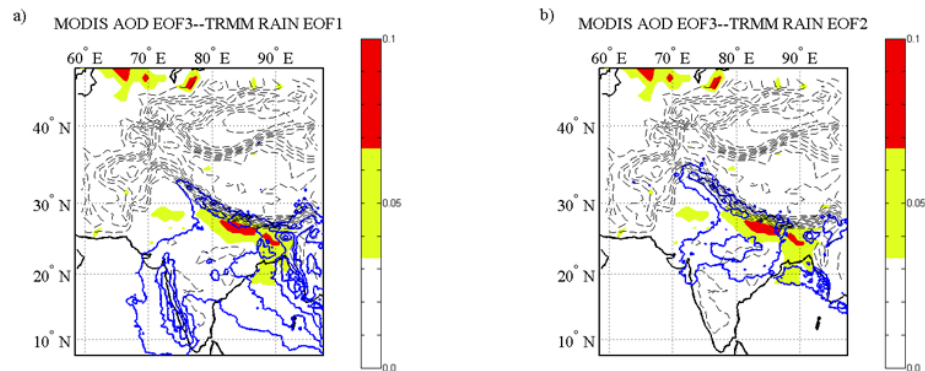 a)
MODIS AOD EOF3--TRMM RAIN EOF1
60° E 70° E 80° E 90° E
40° N
30° N
20° N
10° N
0.1
0.05
0.0
b)
MODIS AOD EOF3--TRMM RAIN EOF2
60° E 70° E 80° E 90° E
40° N
30° N
20° N
10° N
0.1
0.05
0.0